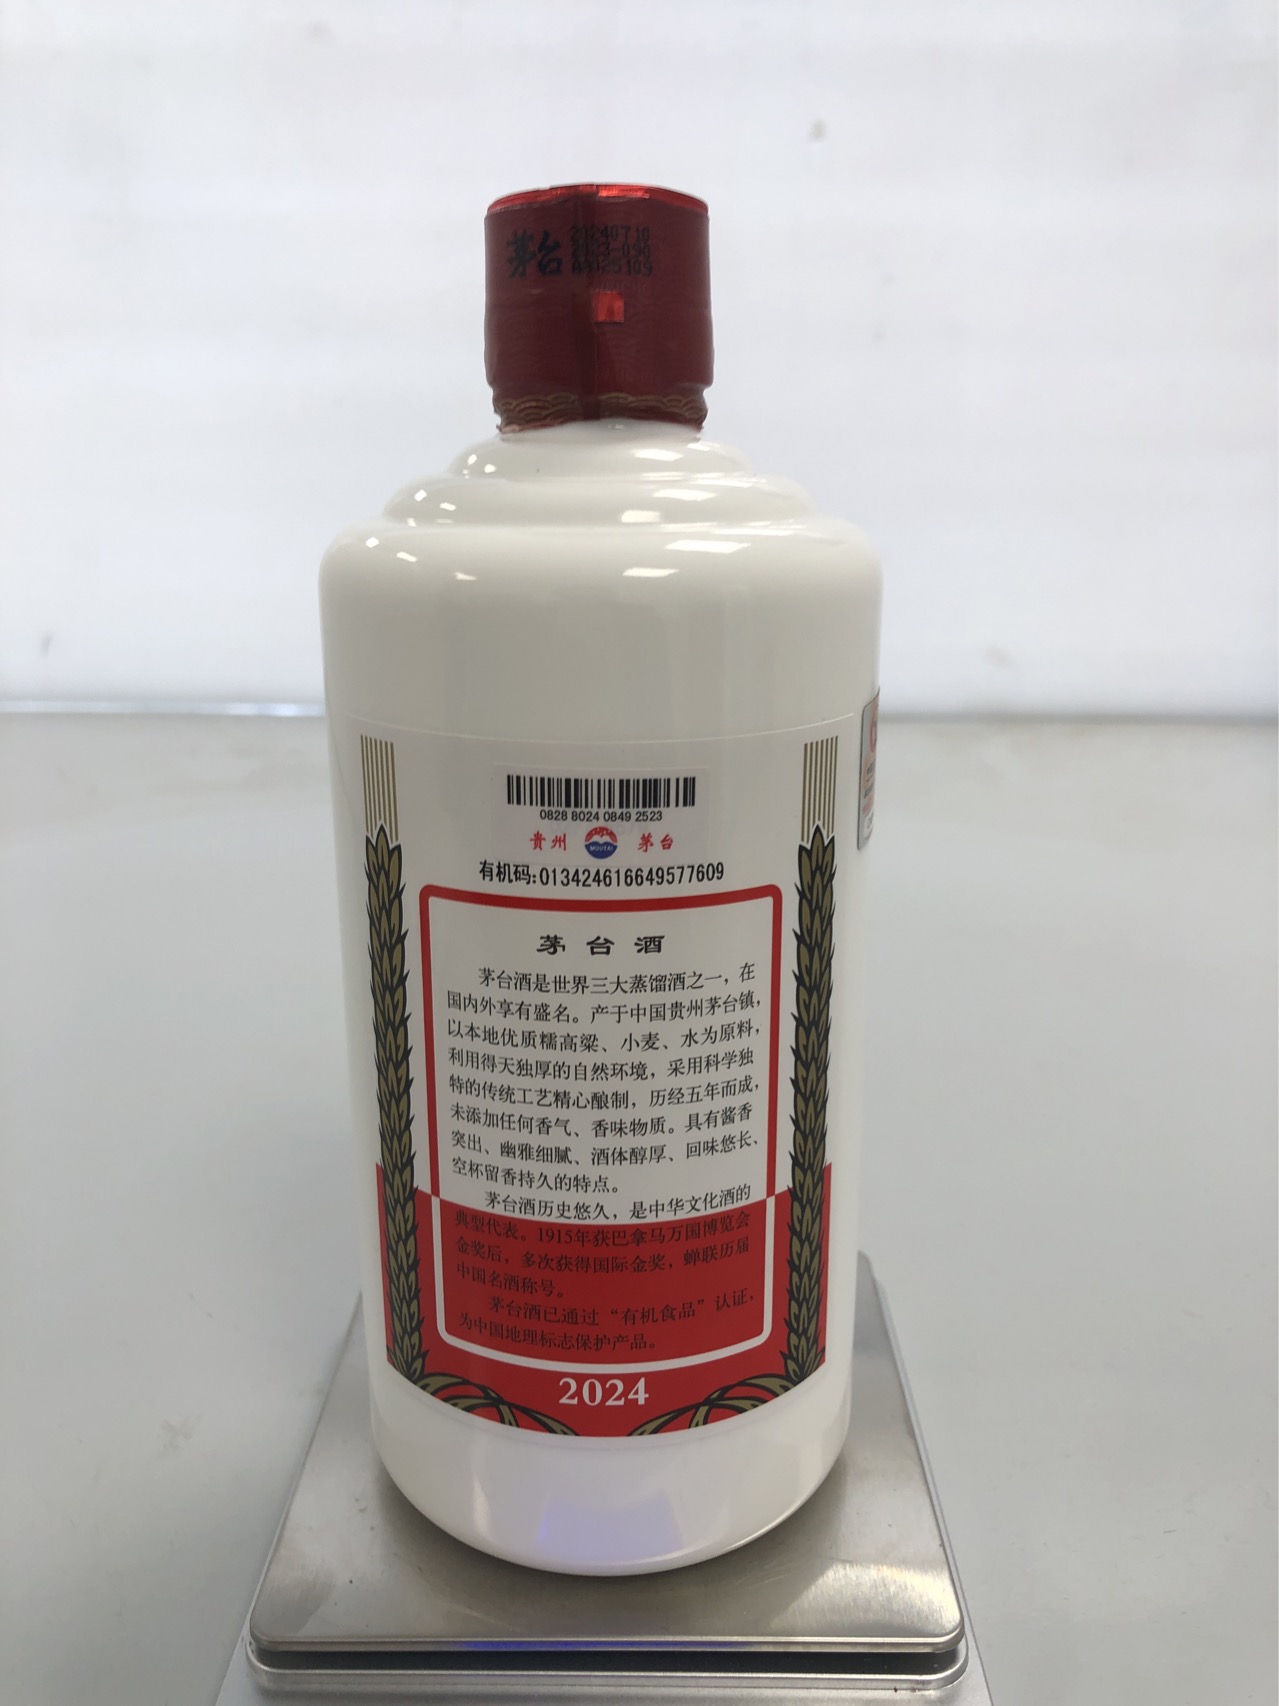 茅台
20240710
2023-090
A 025109
0828 8024 0849 2523
贵州 MOUTAI 茅台
有机码:013424616649577609
茅台酒
茅台酒是世界三大蒸馏酒之一，在
国内外享有盛名。产于中国贵州茅台镇，
以本地优质糯高粱、小麦、水为原料，
利用得天独厚的自然环境，采用科学独
特的传统工艺精心酿制，历经五年而成，
未添加任何香气、香味物质。具有酱香
突出、幽雅细腻、酒体醇厚、回味悠长、
空杯留香持久的特点。
茅台酒历史悠久，是中华文化酒的
典型代表。1915年获巴拿马万国博览会
金奖后，多次获得国际金奖，蝉联历届
中国名酒称号。
茅台酒已通过“有机食品”认证，
为中国地理标志保护产品。
2024